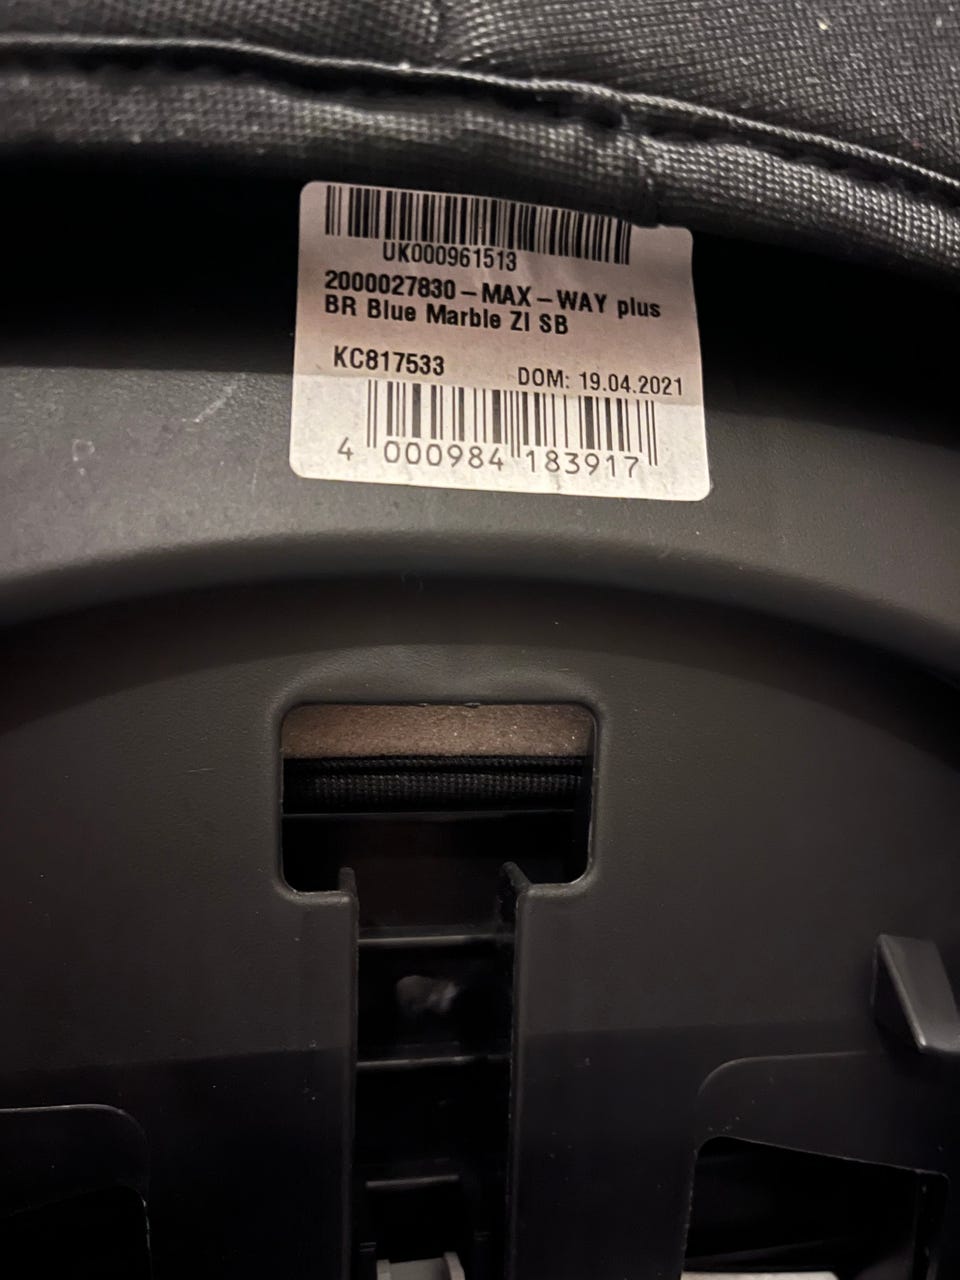 UK000961513
2000027830 – MAX – WAY plus
BR Blue Marble ZI SB
KC817533 DOM: 19.04.2021
4 000984 183917